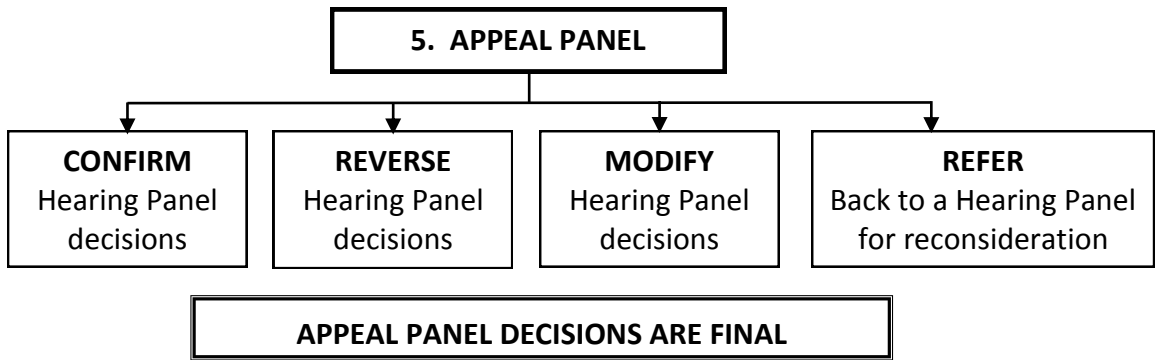 5. APPEAL PANEL
CONFIRM
Hearing Panel
decisions
REVERSE
Hearing Panel
decisions
MODIFY
Hearing Panel
decisions
REFER
Back to a Hearing Panel
for reconsideration
APPEAL PANEL DECISIONS ARE FINAL